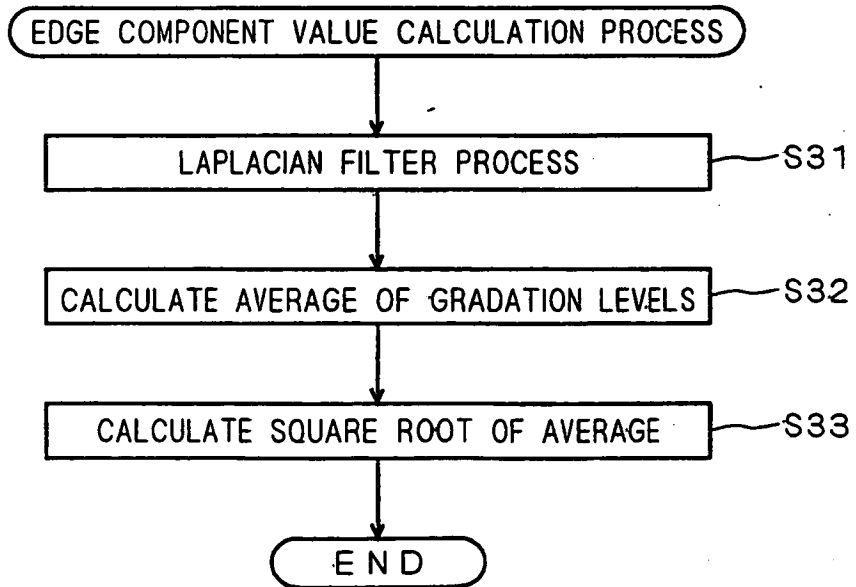 EDGE COMPONENT VALUE CALCULATION PROCESS
LAPLACIAN FILTER PROCESS
S31
CALCULATE AVERAGE OF GRADATION LEVELS
S32
CALCULATE SQUARE ROOT OF AVERAGE
S33
END